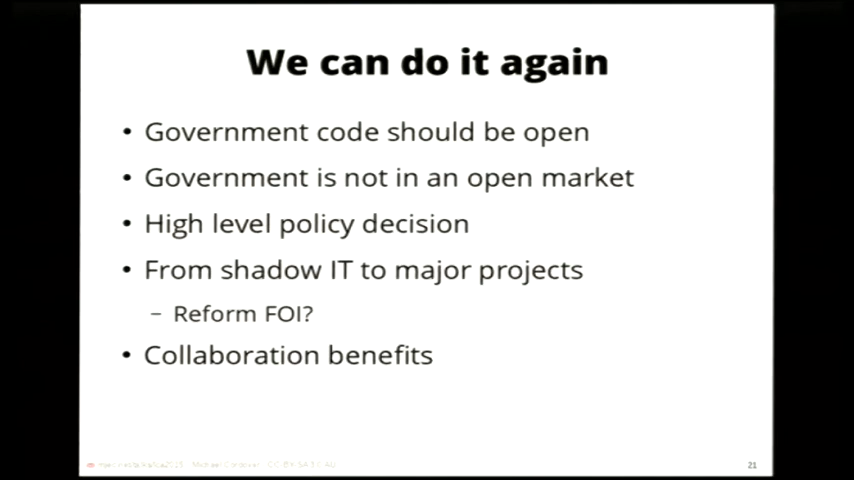 We can do it again
• Government code should be open
• Government is not in an open market
• High level policy decision
• From shadow IT to major projects
– Reform FOI?
• Collaboration benefits
21